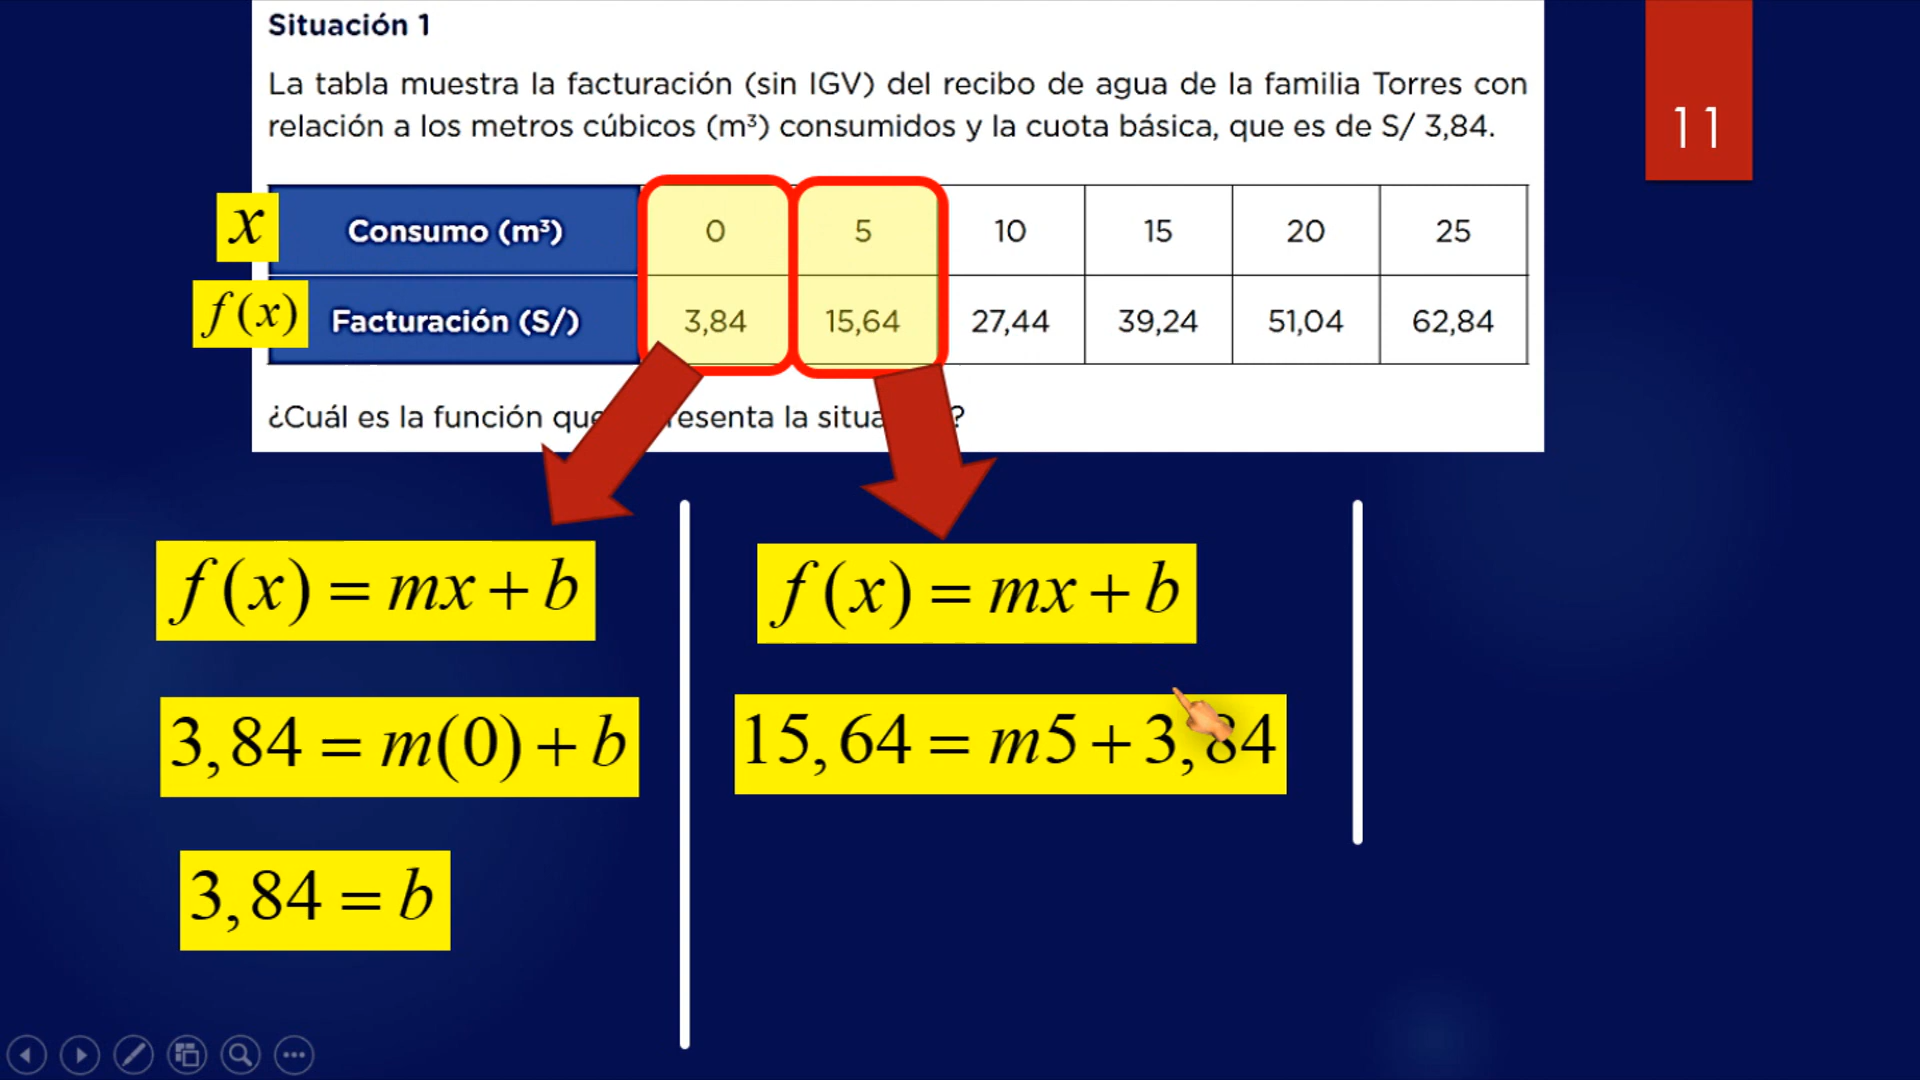 Situación 1
La tabla muestra la facturación (sin IGV) del recibo de agua de la familia Torres con
relación a los metros cúbicos (m³) consumidos y la cuota básica, que es de S/ 3,84.
11
x Consumo (m³) 0 5 10 15 20 25
f(x) Facturación (S/) 3,84 15,64 27,44 39,24 51,04 62,84
¿Cuál es la función que la situa ?
f(x) = mx + b
3,84 = m(0) + b
3,84 = b
f(x) = mx + b
15,64 = m5 + 3,84